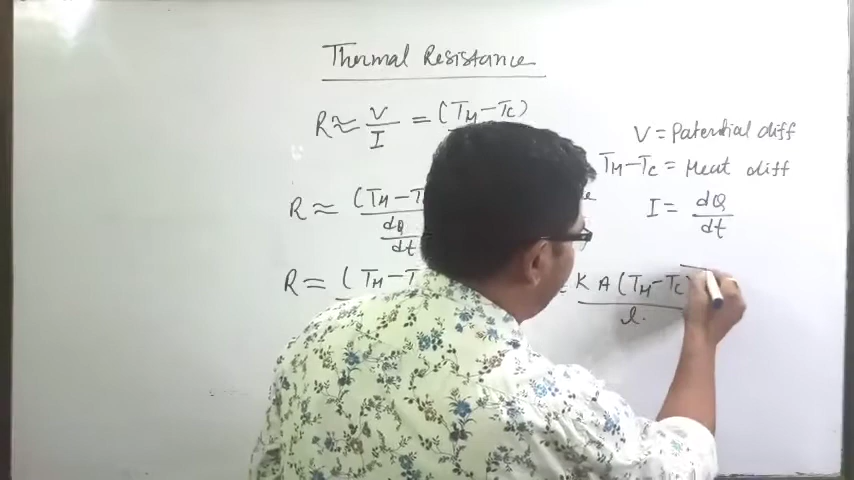 Thermal Resistance
R ≈ V/I = (TH-TC)
V = Potential diff
TH-TC = Heat diff
R ≈ (TH-T dQ/dt
I = dQ/dt
R = ( TH-T
= K A (TH-TC) / l.